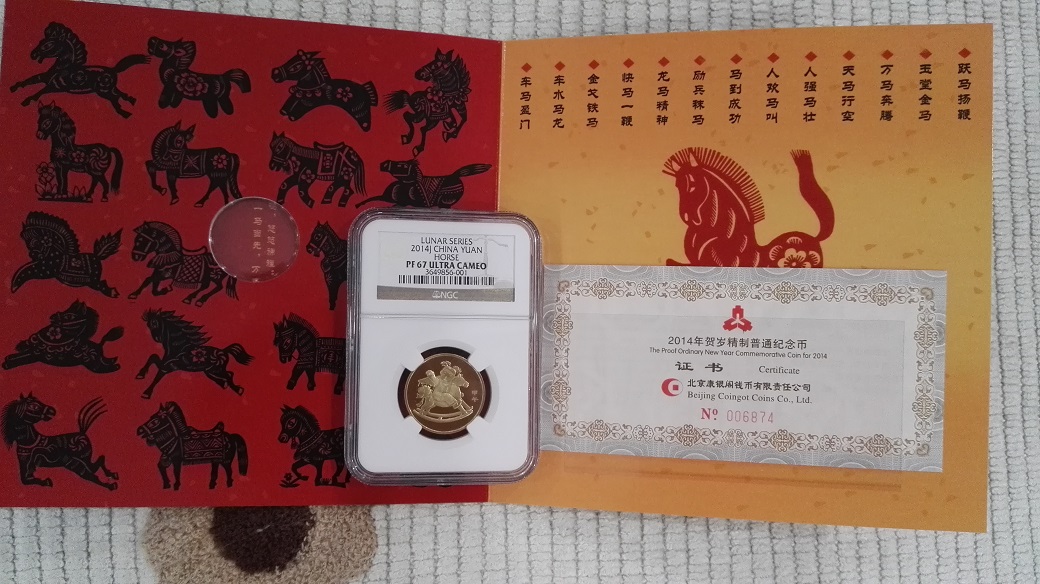 跃马扬鞭
玉堂金马
万马奔腾
天马行空
人强马壮
人欢马叫
马到成功
励兵秣马
龙马精神
快马一鞭
金戈铁马
车水马龙
车马盈门
LUNAR SERIES
2014J CHINA YUAN
HORSE
PF 67 ULTRA CAMEO
3649856-001
NGC
2014年贺岁精制普通纪念币
The Proof Ordinary New Year Commemorative Coin for 2014
证书 Certificate
北京康银阁钱币有限责任公司
Beijing Coingot Coins Co., Ltd.
No 006874